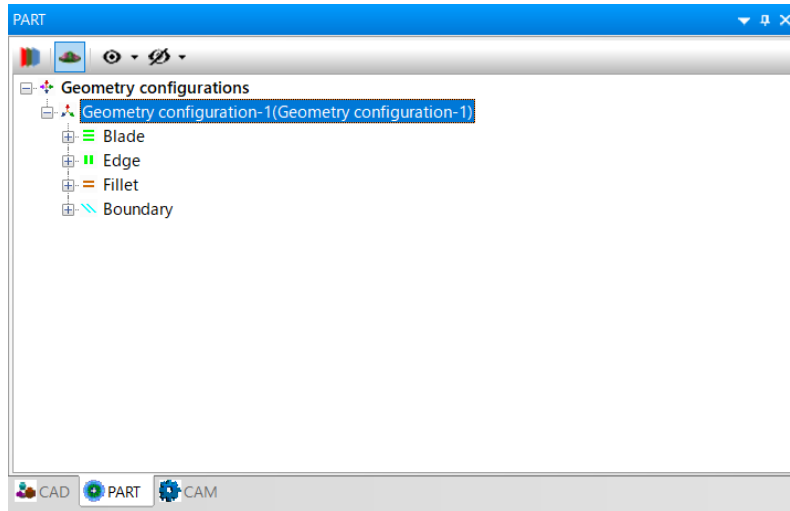 PART
Geometry configurations
Geometry configuration-1(Geometry configuration-1)
Blade
Edge
Fillet
Boundary
CAD PART CAM